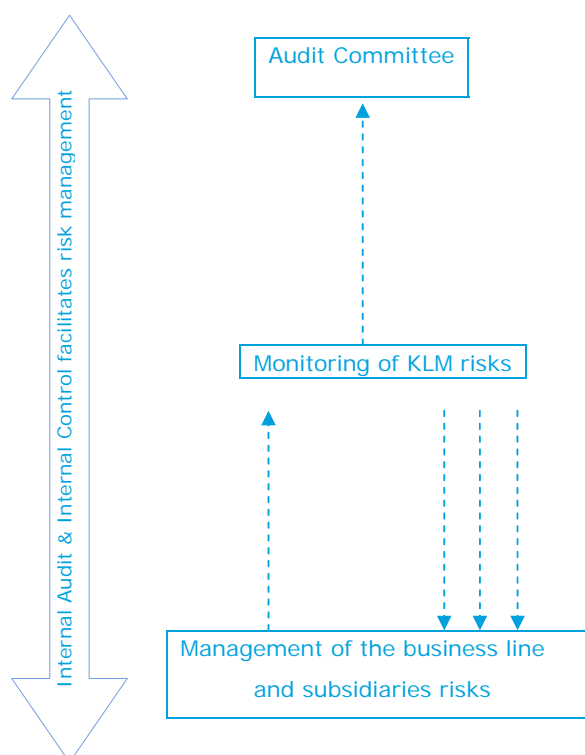 Audit Committee
Internal Audit & Internal Control facilitates risk management
Monitoring of KLM risks
Management of the business line
and subsidiaries risks